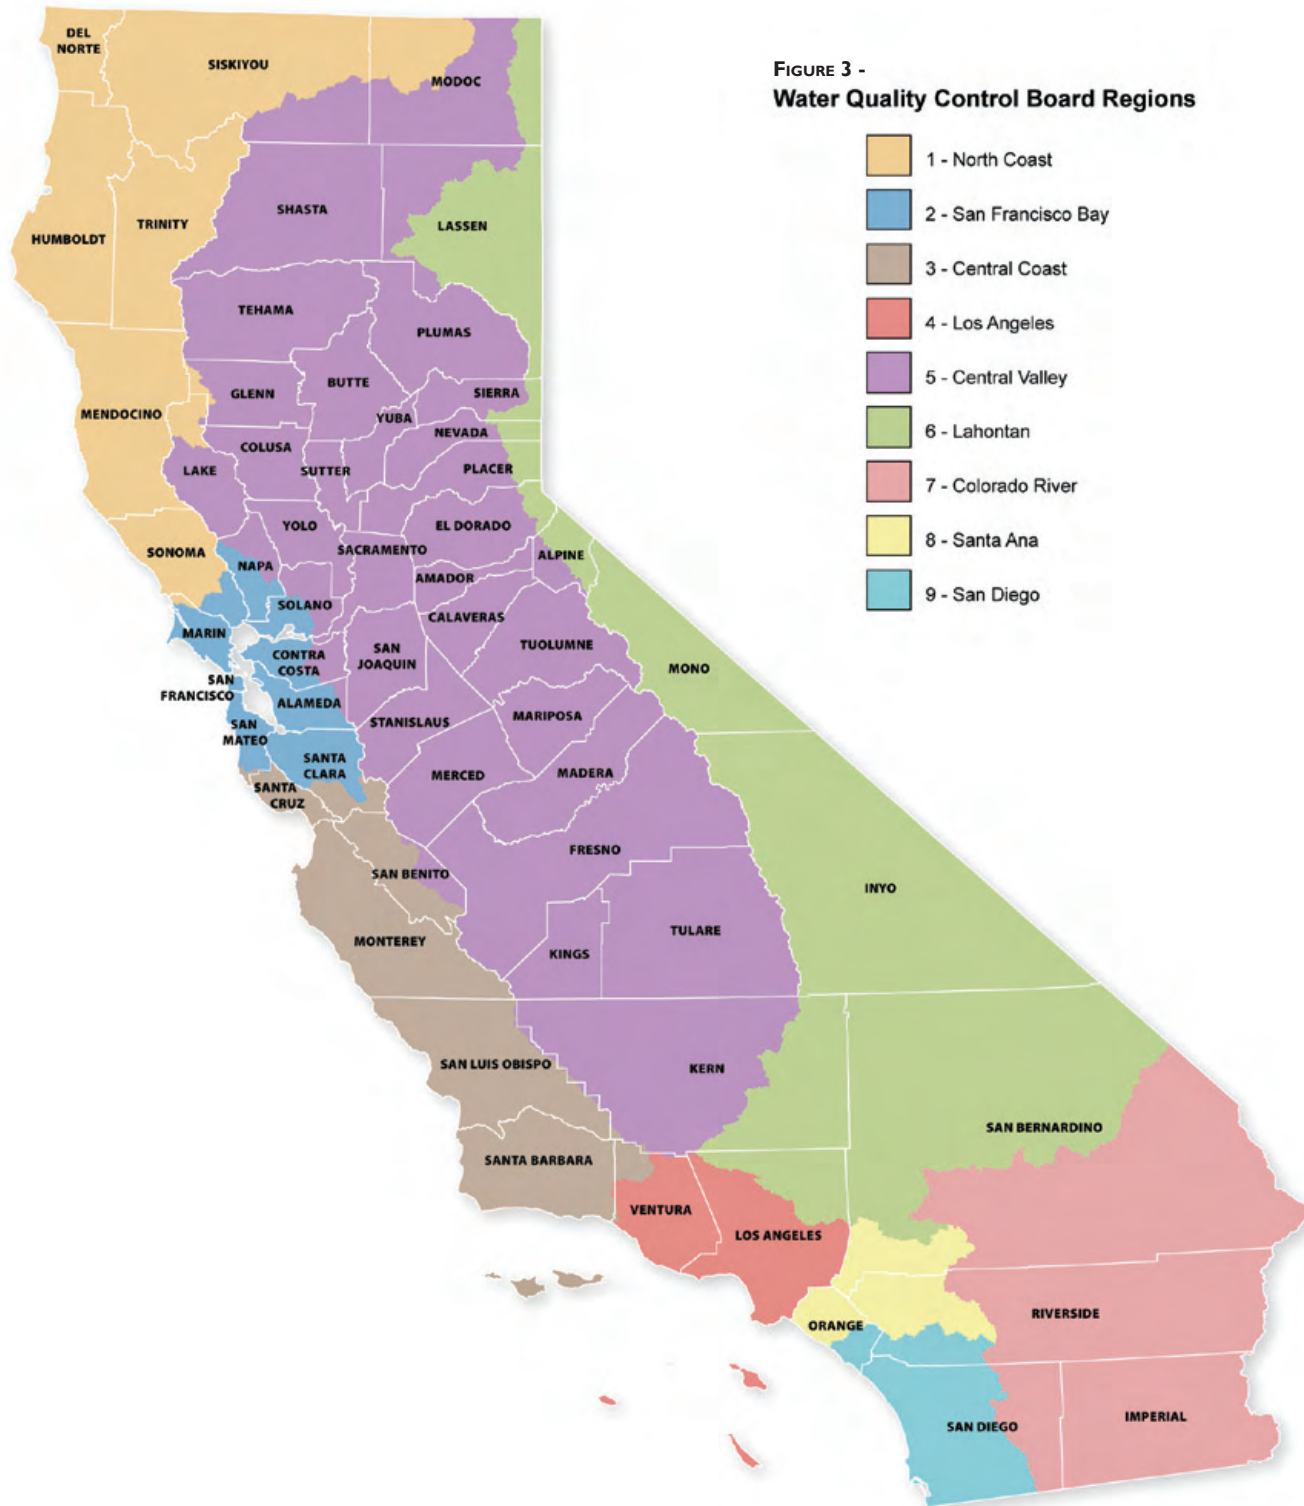 FIGURE 3 -
Water Quality Control Board Regions
1 - North Coast
2 - San Francisco Bay
3 - Central Coast
4 - Los Angeles
5 - Central Valley
6 - Lahontan
7 - Colorado River
8 - Santa Ana
9 - San Diego
DEL
NORTE
SISKIYOU
MODOC
HUMBOLDT
TRINITY
SHASTA
LASSEN
TEHAMA
PLUMAS
MENDOCINO
GLENN
BUTTE
SIERRA
YUBA
NEVADA
COLUSA
LAKE
SUTTER
PLACER
YOLO
EL DORADO
SONOMA
SACRAMENTO
ALPINE
NAPA
AMADOR
SOLANO
CALAVERAS
MARIN
TUOLUMNE
CONTRA
COSTA
SAN
JOAQUIN
MONO
SAN
FRANCISCO
ALAMEDA
STANISLAUS
MARIPOSA
SAN
MATEO
SANTA
CLARA
MERCED
MADERA
SANTA
CRUZ
FRESNO
SAN BENITO
INYO
MONTEREY
TULARE
KINGS
SAN LUIS OBISPO
KERN
SAN BERNARDINO
SANTA BARBARA
VENTURA
LOS ANGELES
ORANGE
RIVERSIDE
SAN DIEGO
IMPERIAL